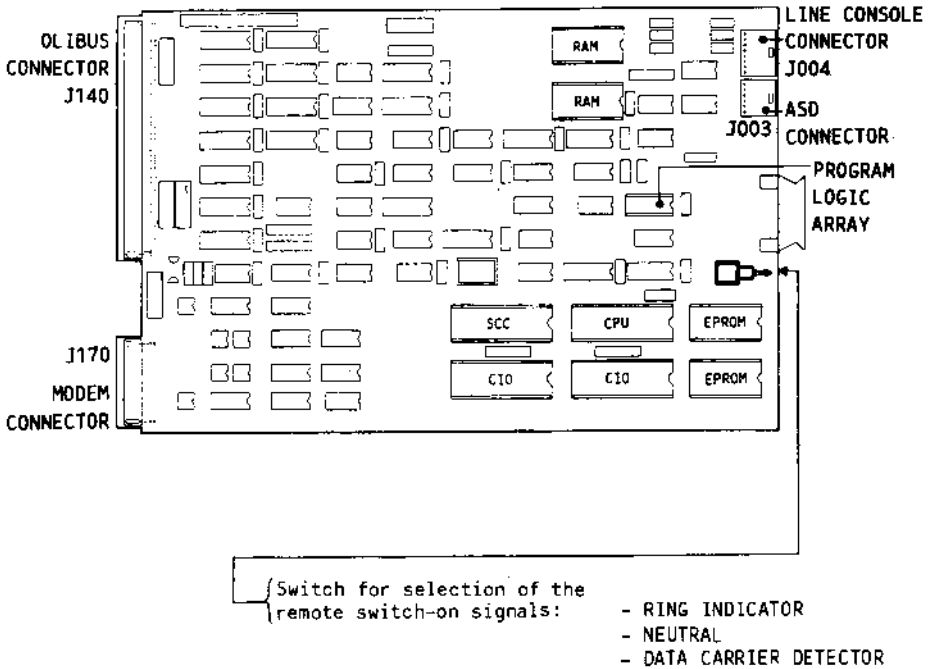 OLIBUS
CONNECTOR
J140
RAM
RAM
LINE CONSOLE
CONNECTOR
J004
ASD
J003
CONNECTOR
PROGRAM
LOGIC
ARRAY
SCC
CPU
EPROM
CIO
CIO
EPROM
J170
MODEM
CONNECTOR
Switch for selection of the
remote switch-on signals:
- RING INDICATOR
- NEUTRAL
- DATA CARRIER DETECTOR